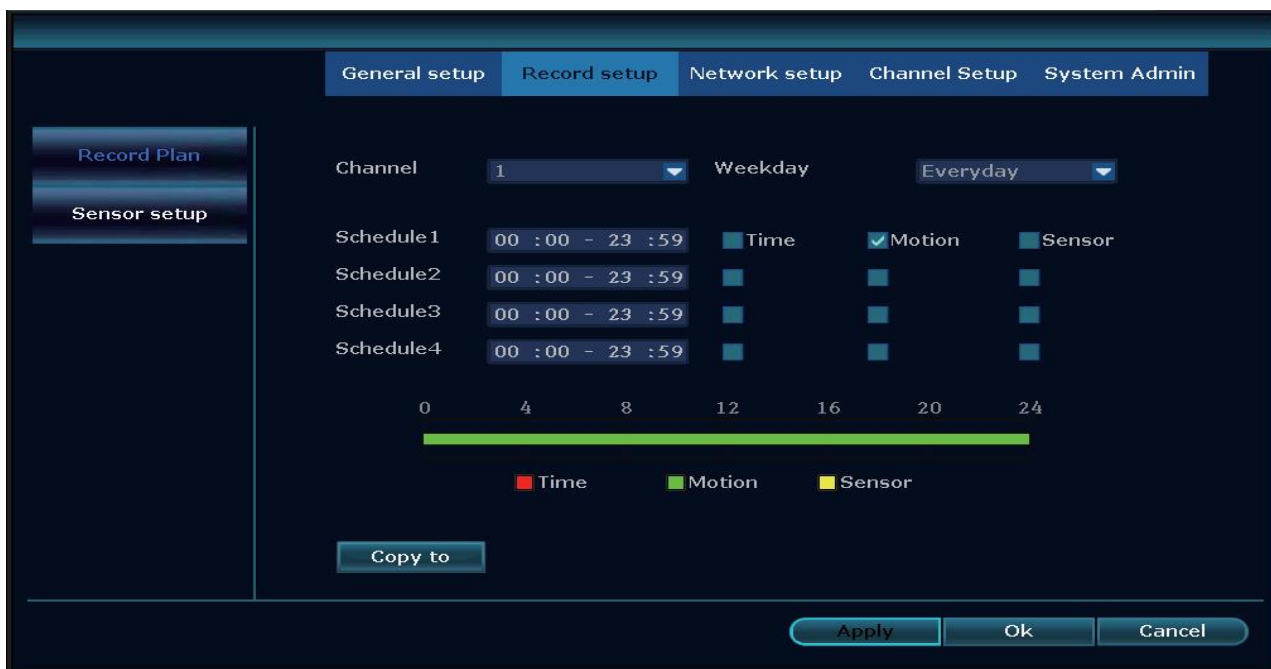 General setup Record setup Network setup Channel Setup System Admin
Record Plan
Sensor setup
Channel 1 Weekday Everyday
Schedule1 00 :00 - 23 :59 Time Motion Sensor
Schedule2 00 :00 - 23 :59
Schedule3 00 :00 - 23 :59
Schedule4 00 :00 - 23 :59
0 4 8 12 16 20 24
Time Motion Sensor
Copy to
Apply Ok Cancel